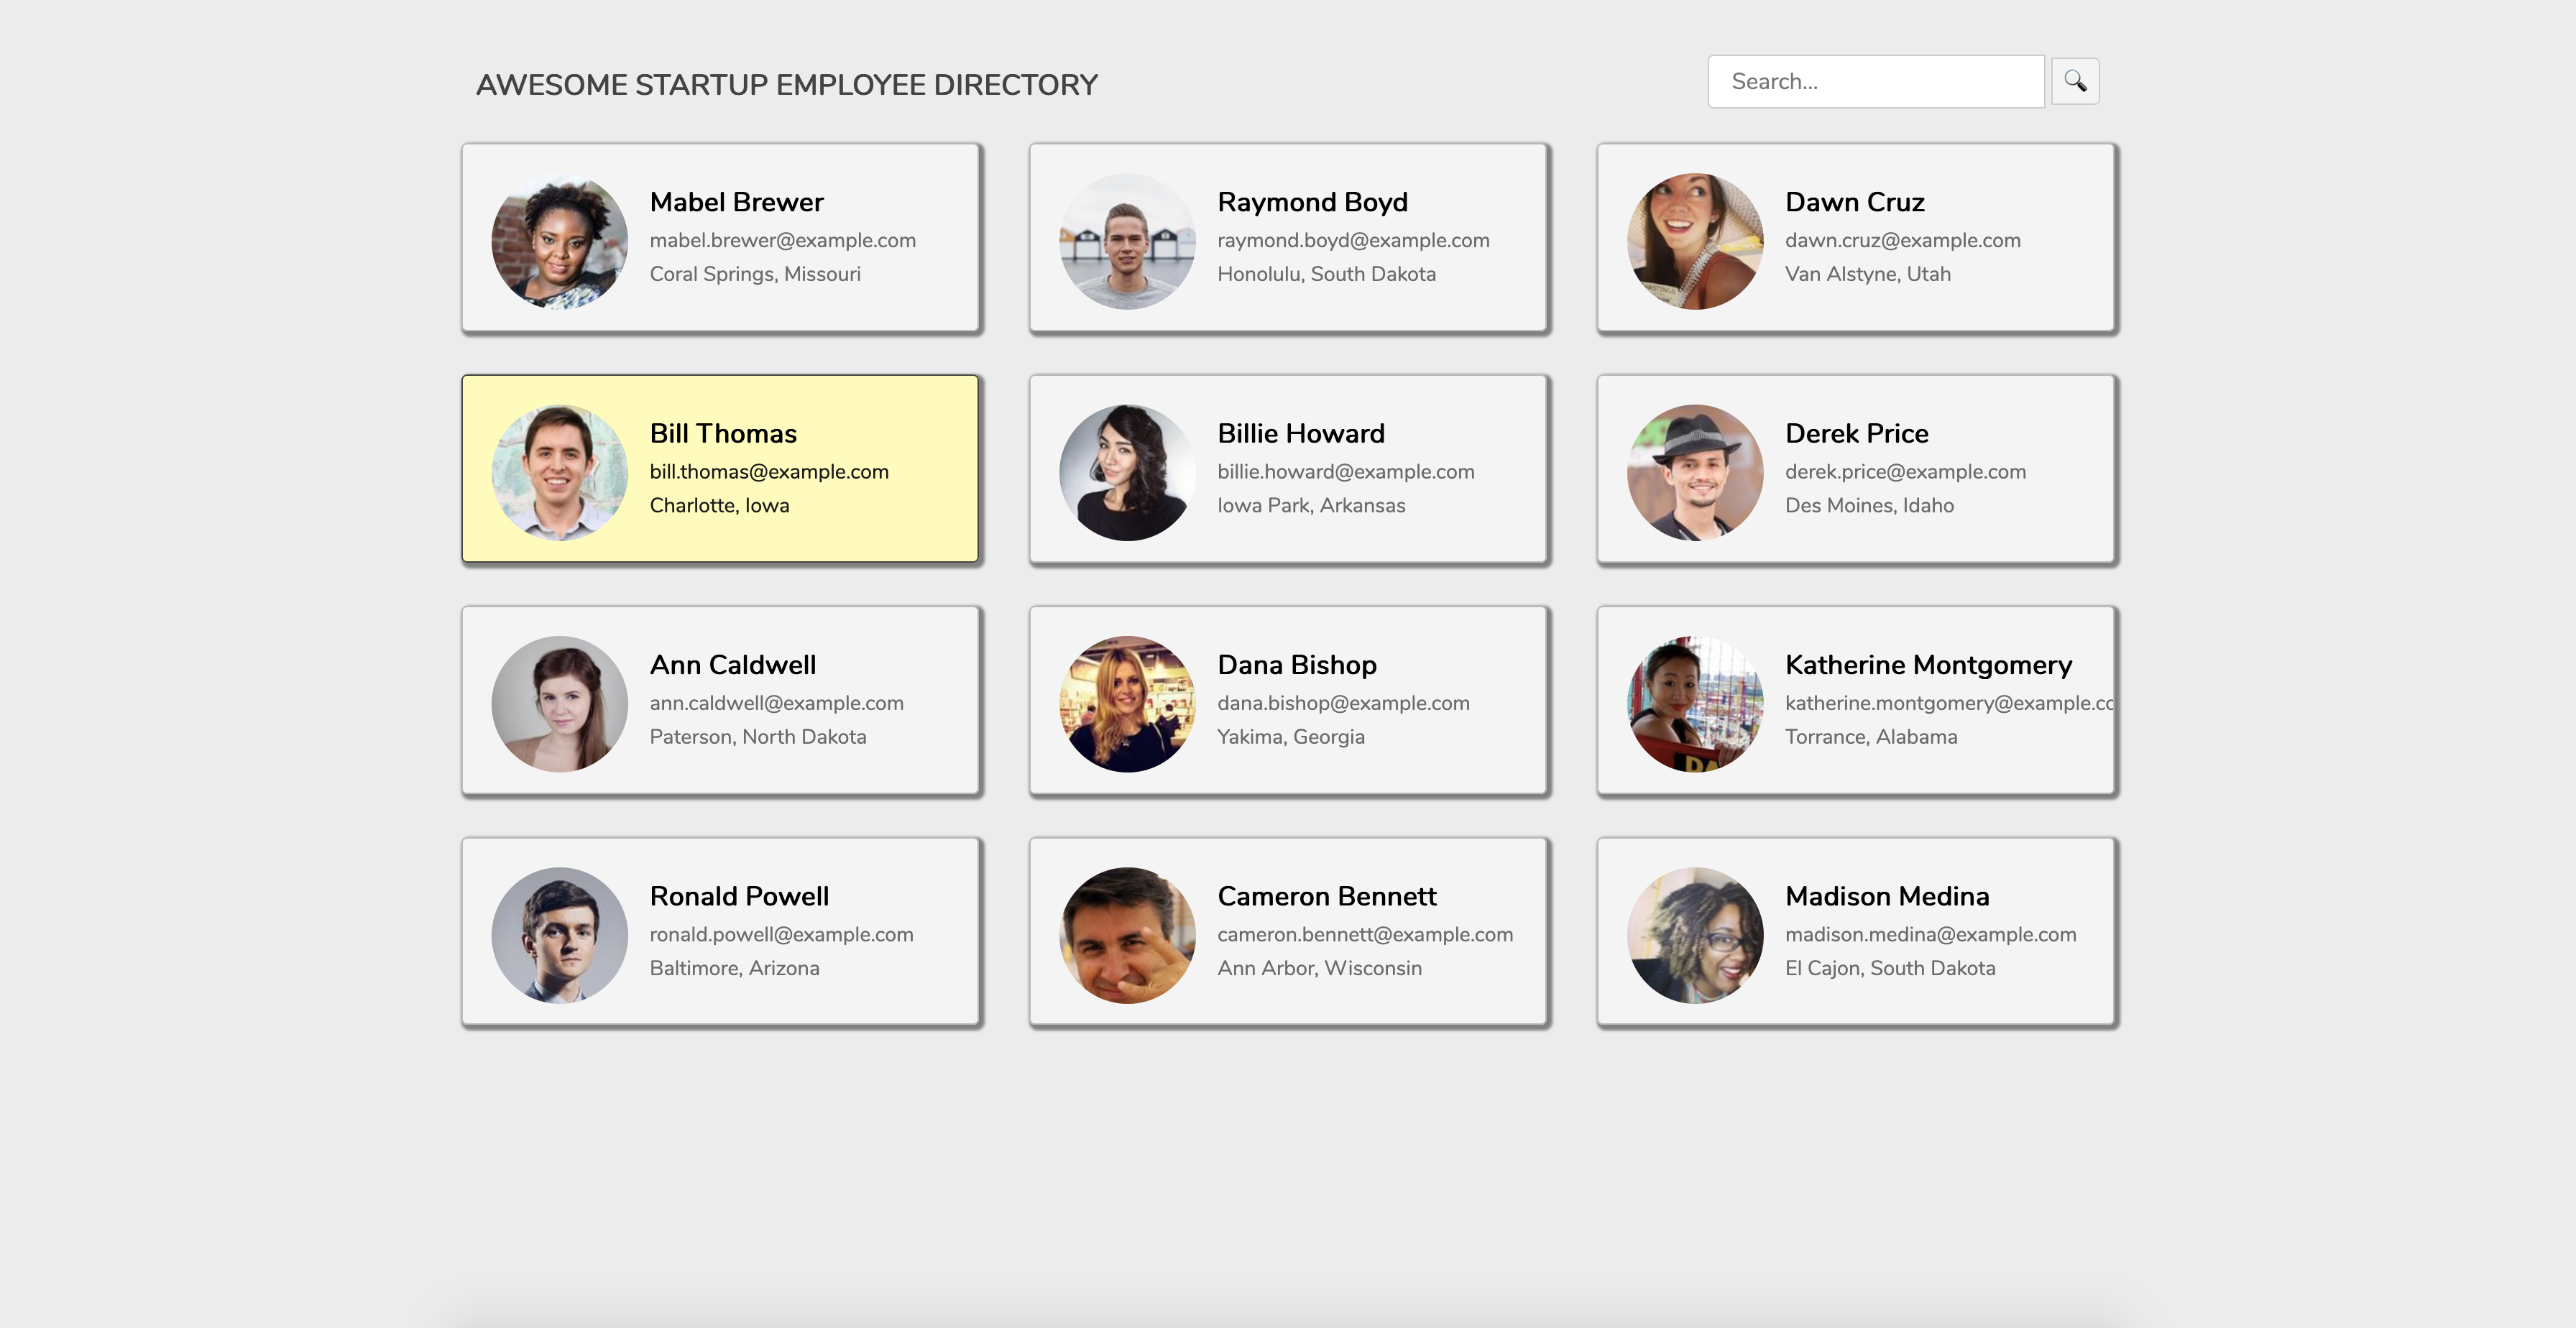 AWESOME STARTUP EMPLOYEE DIRECTORY
Search...
Mabel Brewer
mabel.brewer@example.com
Coral Springs, Missouri
Raymond Boyd
raymond.boyd@example.com
Honolulu, South Dakota
Dawn Cruz
dawn.cruz@example.com
Van Alstyne, Utah
Bill Thomas
bill.thomas@example.com
Charlotte, Iowa
Billie Howard
billie.howard@example.com
Iowa Park, Arkansas
Derek Price
derek.price@example.com
Des Moines, Idaho
Ann Caldwell
ann.caldwell@example.com
Paterson, North Dakota
Dana Bishop
dana.bishop@example.com
Yakima, Georgia
Katherine Montgomery
katherine.montgomery@example.co
Torrance, Alabama
Ronald Powell
ronald.powell@example.com
Baltimore, Arizona
Cameron Bennett
cameron.bennett@example.com
Ann Arbor, Wisconsin
Madison Medina
madison.medina@example.com
El Cajon, South Dakota